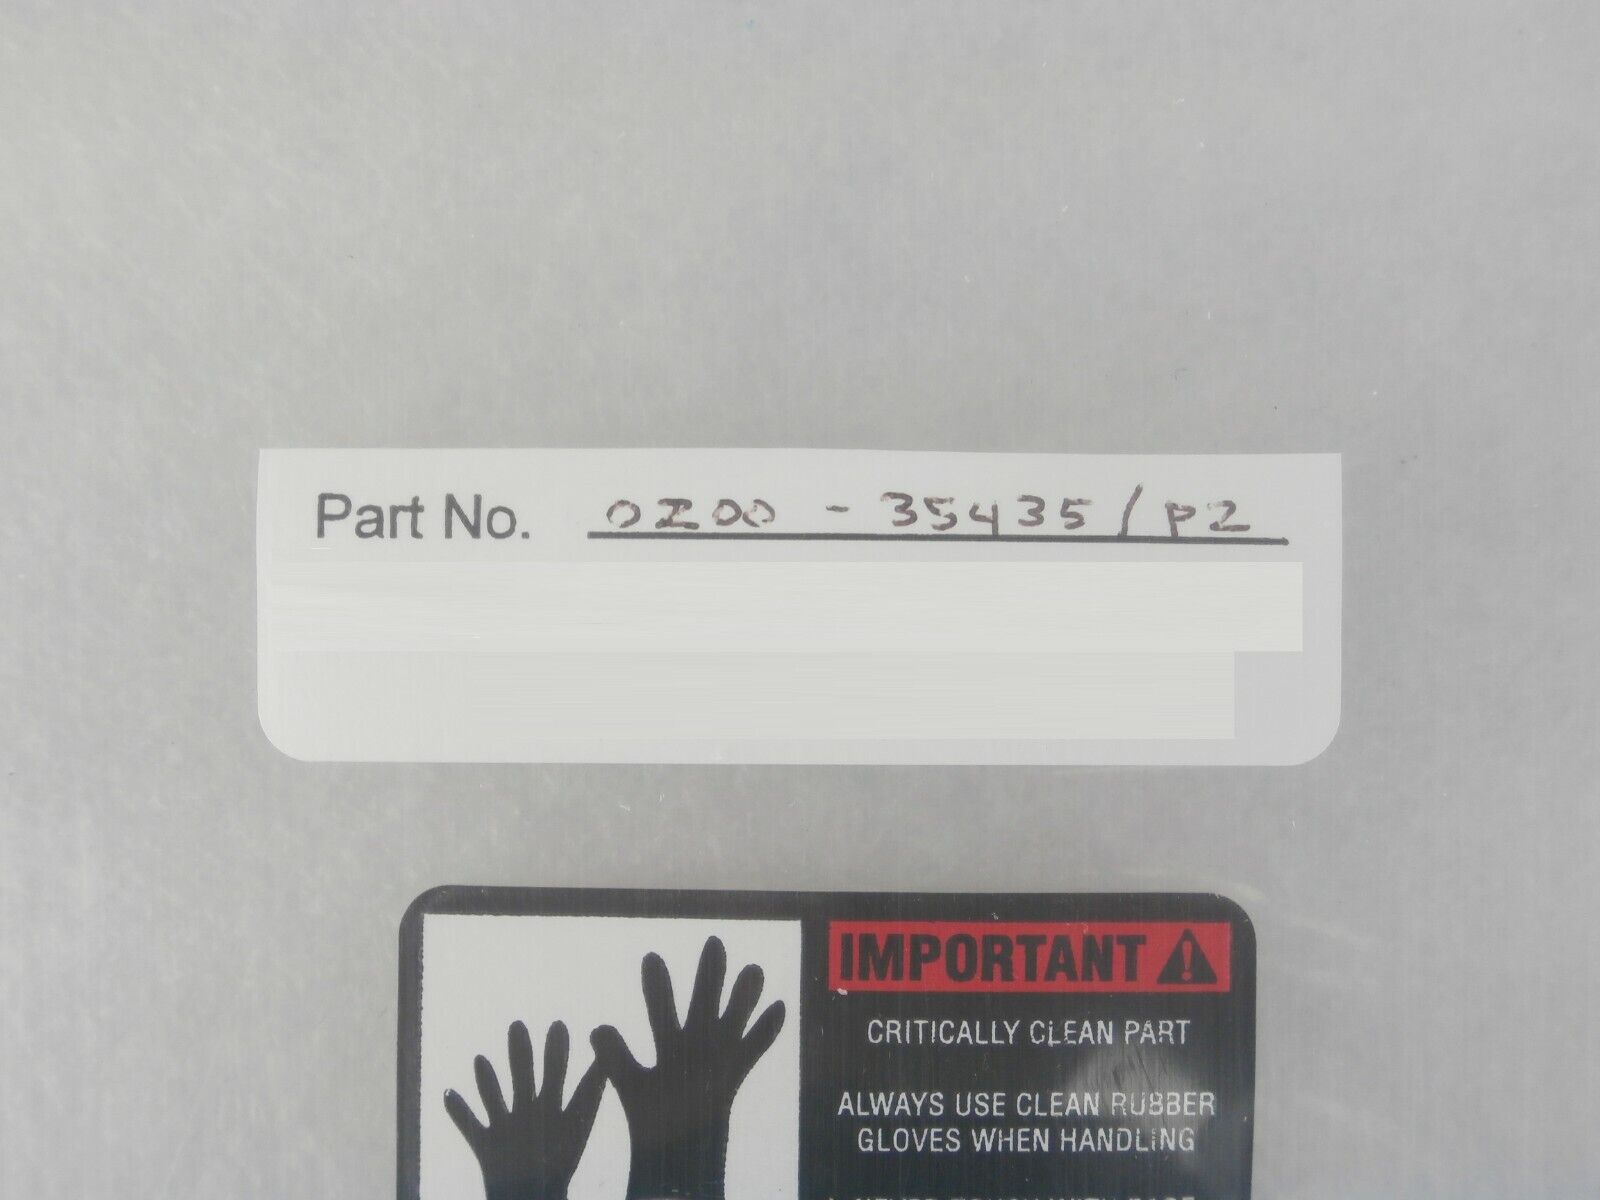 Part No. 0200 - 35435/P2
IMPORTANT
CRITICALLY CLEAN PART
ALWAYS USE CLEAN RUBBER
GLOVES WHEN HANDLING